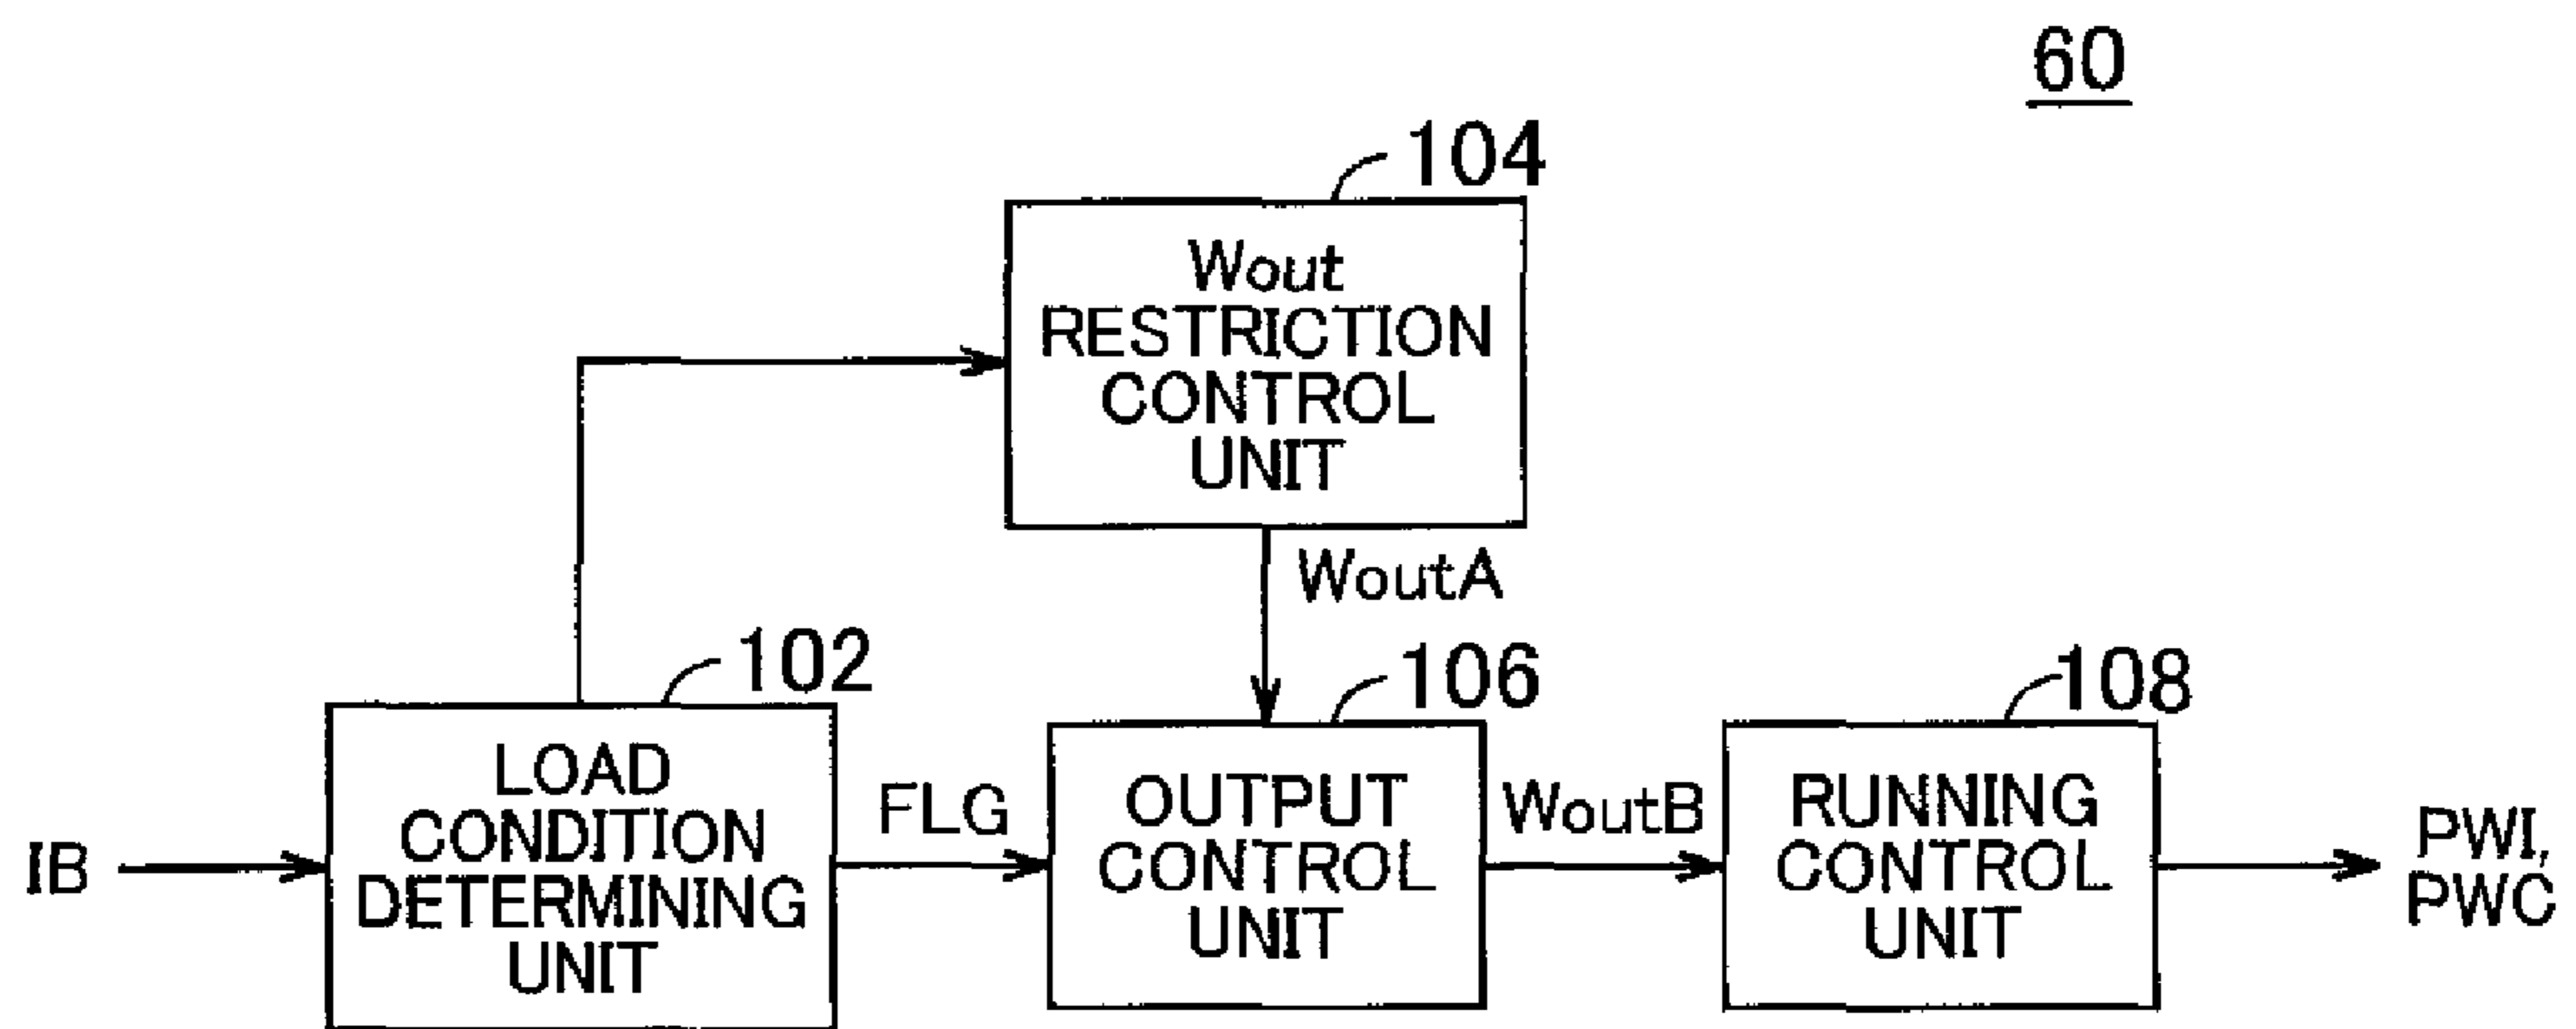 60
104
Wout
RESTRICTION
CONTROL
UNIT
WoutA
102
106
108
LOAD
CONDITION
DETERMINING
UNIT
IB
FLG
OUTPUT
CONTROL
UNIT
WoutB
RUNNING
CONTROL
UNIT
PWI,
PWC